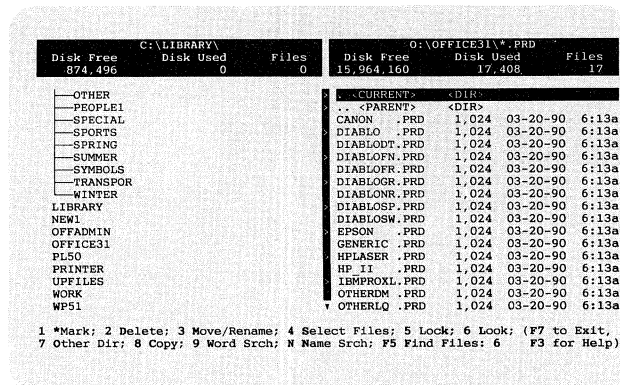 C:\LIBRARY\ O:\OFFICE31\*.PRD
Disk Free Disk Used Files Disk Free Disk Used Files
874,496 0 0 15,964,160 17,408 17
OTHER > . <CURRENT> <DIR>
PEOPLE1 > .. <PARENT> <DIR>
SPECIAL CANON .PRD 1,024 03-20-90 6:13a
SPORTS > DIABLO .PRD 1,024 03-20-90 6:13a
SPRING DIABLODT.PRD 1,024 03-20-90 6:13a
SUMMER > DIABLOFN.PRD 1,024 03-20-90 6:13a
SYMBOLS DIABLOFR.PRD 1,024 03-20-90 6:13a
TRANSPOR > DIABLOGR.PRD 1,024 03-20-90 6:13a
WINTER DIABLONR.PRD 1,024 03-20-90 6:13a
LIBRARY > DIABLOSP.PRD 1,024 03-20-90 6:13a
NEW1 DIABLOSW.PRD 1,024 03-20-90 6:13a
OFFADMIN > EPSON .PRD 1,024 03-20-90 6:13a
OFFICE31 GENERIC .PRD 1,024 03-20-90 6:13a
PL50 > HPLASER .PRD 1,024 03-20-90 6:13a
PRINTER HP_II .PRD 1,024 03-20-90 6:13a
UPFILES > IBMPROXL.PRD 1,024 03-20-90 6:13a
WORK OTHERDM .PRD 1,024 03-20-90 6:13a
WP51 ▼ OTHERLQ .PRD 1,024 03-20-90 6:13a
1 *Mark; 2 Delete; 3 Move/Rename; 4 Select Files; 5 Lock; 6 Look; (F7 to Exit,
7 Other Dir; 8 Copy; 9 Word Srch; N Name Srch; F5 Find Files: 6 F3 for Help)